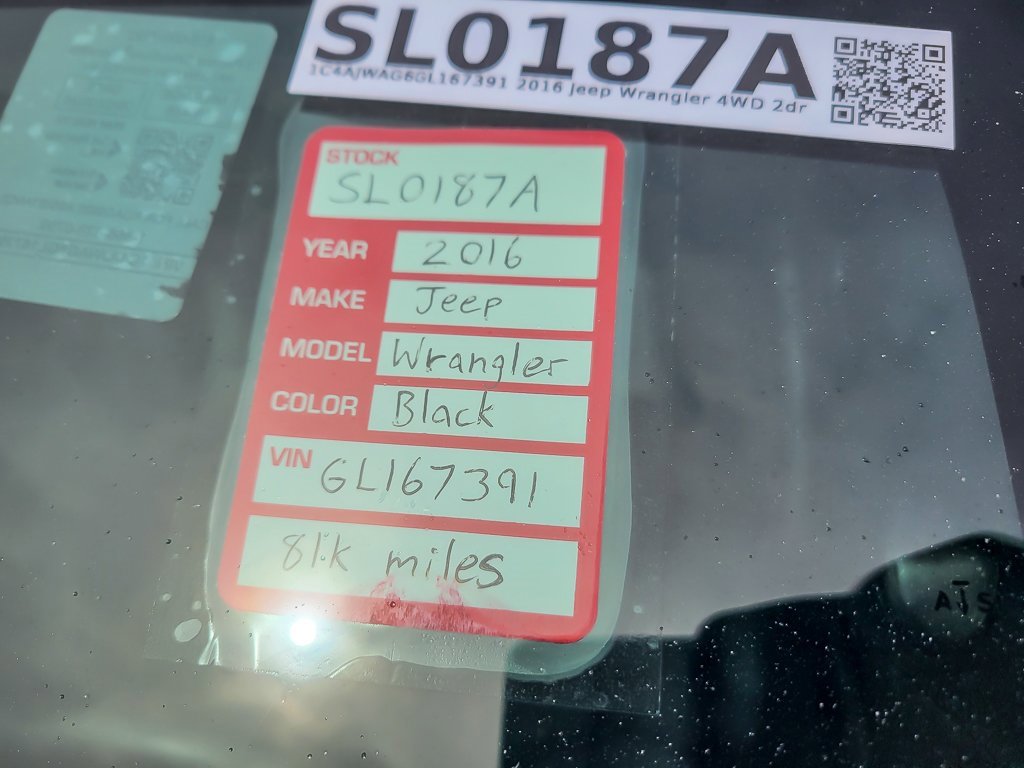 SL0187A
1C4AJWAG6GL167391 2016 Jeep Wrangler 4WD 2dr
STOCK
SL0187A
YEAR 2016
MAKE Jeep
MODEL Wrangler
COLOR Black
VIN GL167391
81k miles